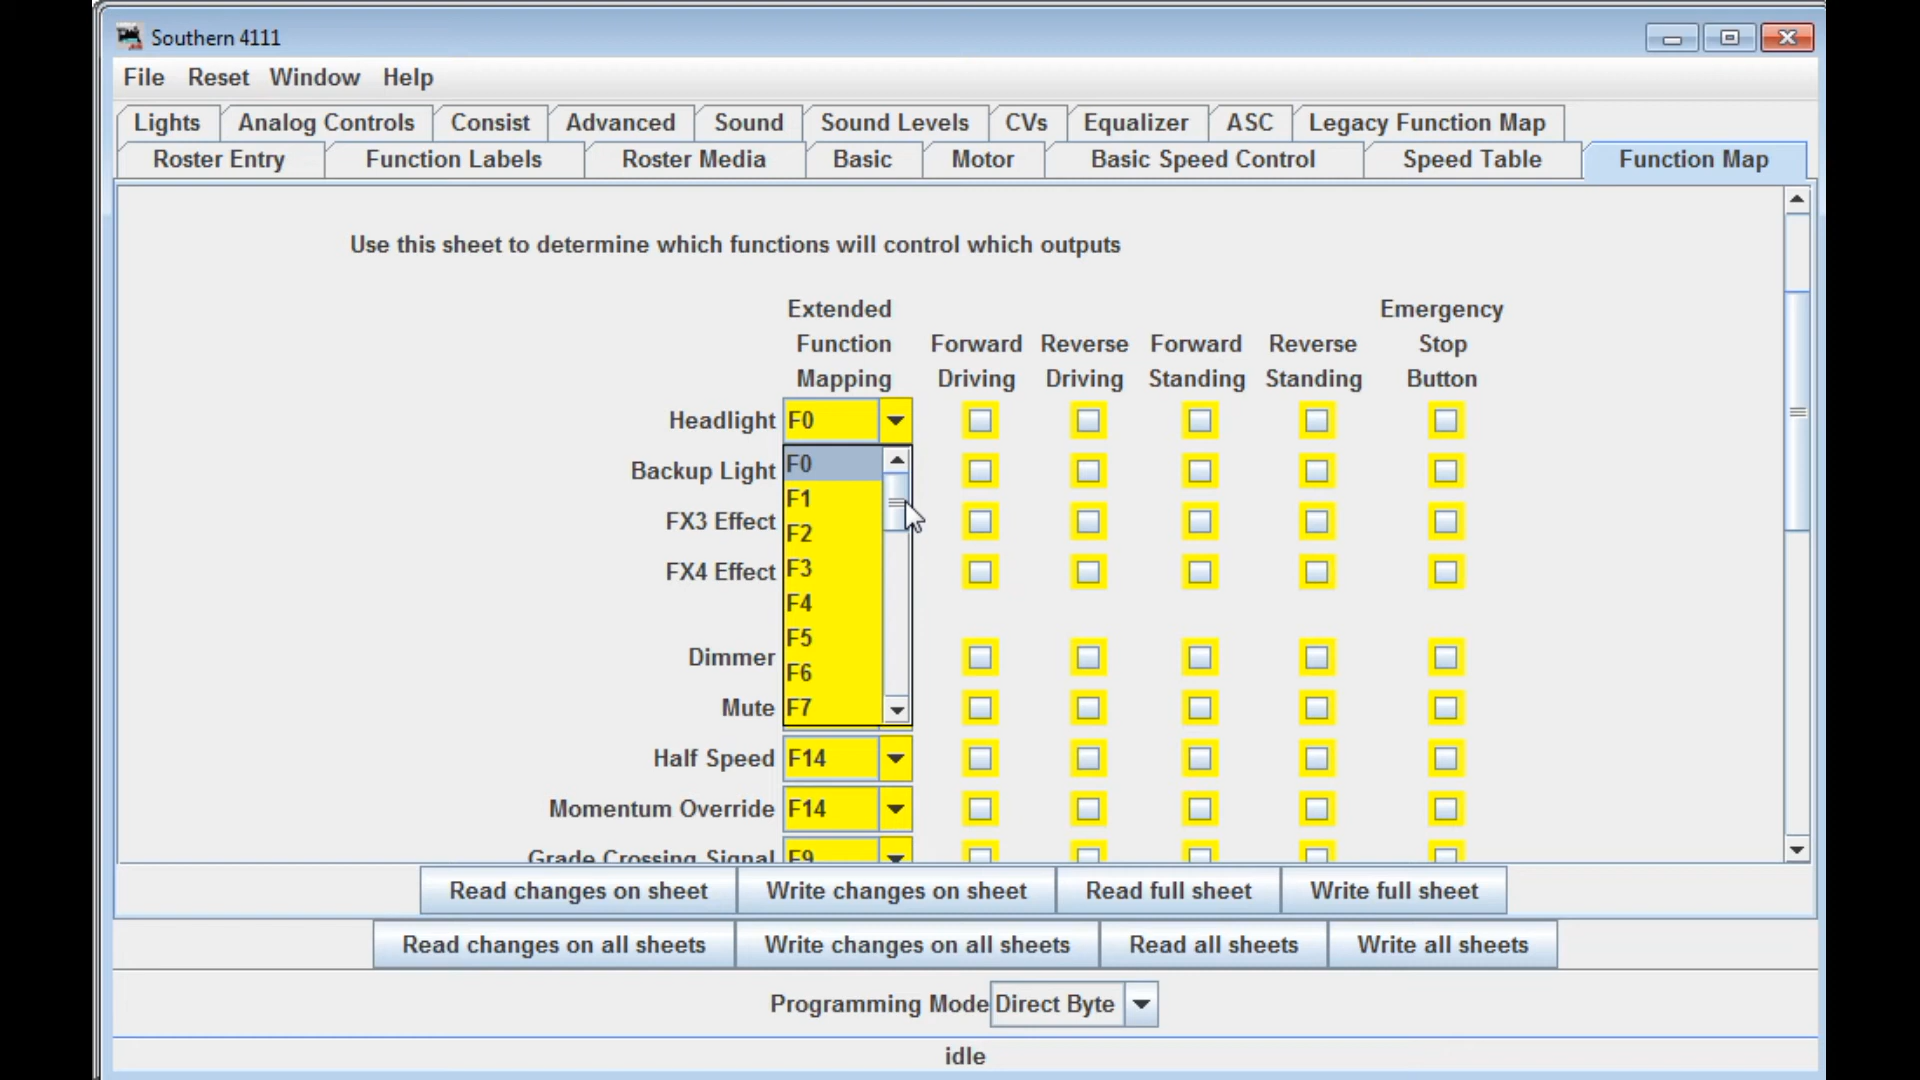 Southern 4111
File Reset Window Help
Lights Analog Controls Consist Advanced Sound Sound Levels CVs Equalizer ASC Legacy Function Map
Roster Entry Function Labels Roster Media Basic Motor Basic Speed Control Speed Table Function Map
Use this sheet to determine which functions will control which outputs
Extended Emergency
Function Forward Reverse Forward Reverse Stop
Mapping Driving Driving Standing Standing Button
Headlight F0
F0
Backup Light
F1
FX3 Effect
F2
FX4 Effect F3
F4
F5
Dimmer
F6
Mute F7
Half Speed F14
Momentum Override F14
Grade Crossing Signal F9
Read changes on sheet Write changes on sheet Read full sheet Write full sheet
Read changes on all sheets Write changes on all sheets Read all sheets Write all sheets
Programming Mode Direct Byte
idle